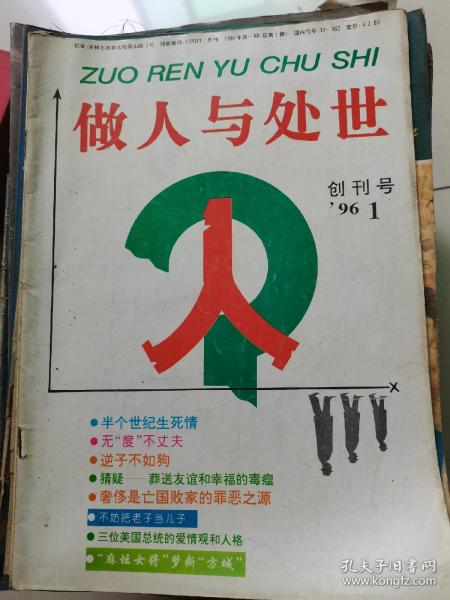 ZUO REN YU CHU SHI
做人与处世
创刊号
'96 1
人
x
●半个世纪生死情
●无“度”不丈夫
●逆子不如狗
●猜疑——葬送友谊和幸福的毒瘤
●奢侈是亡国败家的罪恶之源
●不妨把老子当儿子
●三位美国总统的爱情观和人格
●“麻坛女将”梦断“方城”
孔夫子旧书网